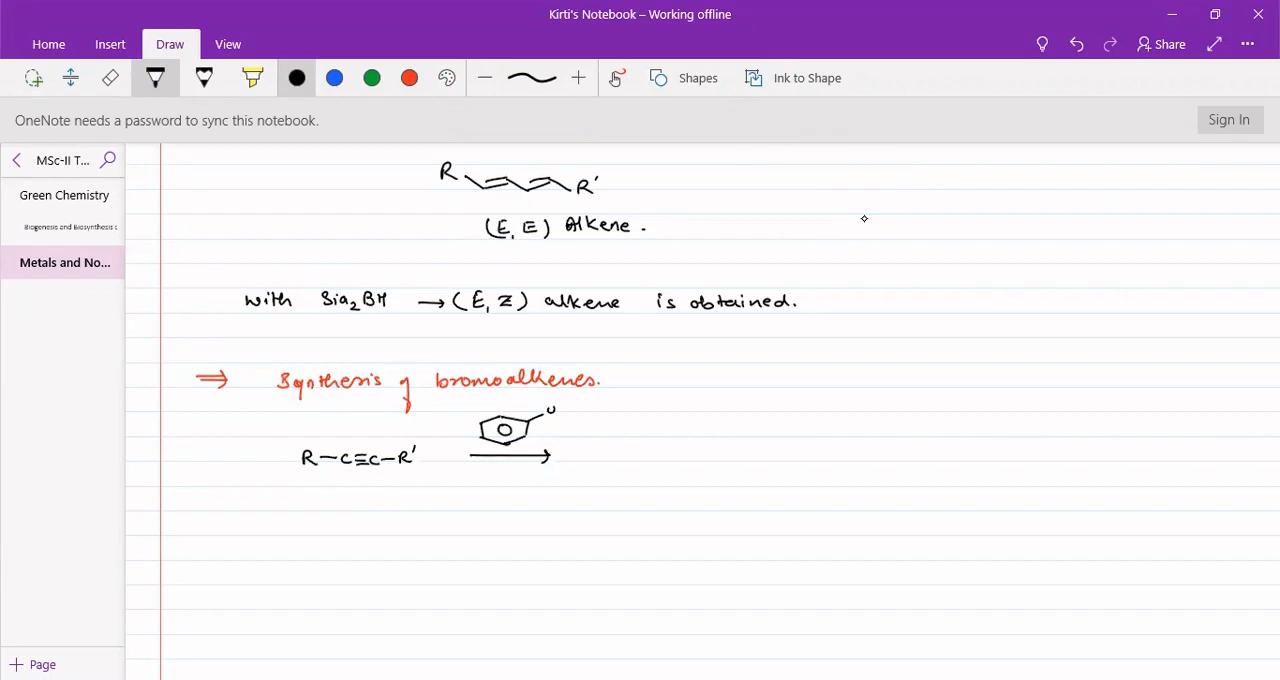 Kirti's Notebook – Working offline
Home Insert Draw View
Share
Shapes Ink to Shape
OneNote needs a password to sync this notebook.
Sign In
MSc-II T...
Green Chemistry
Biogenesis and Biosynthesis c
Metals and No...
R R'
(E, E) Alkene.
with Sia₂BH → (E, Z) alkene is obtained.
⇒ Synthesis of bromoalkenes.
R-C≡C-R' →
+ Page